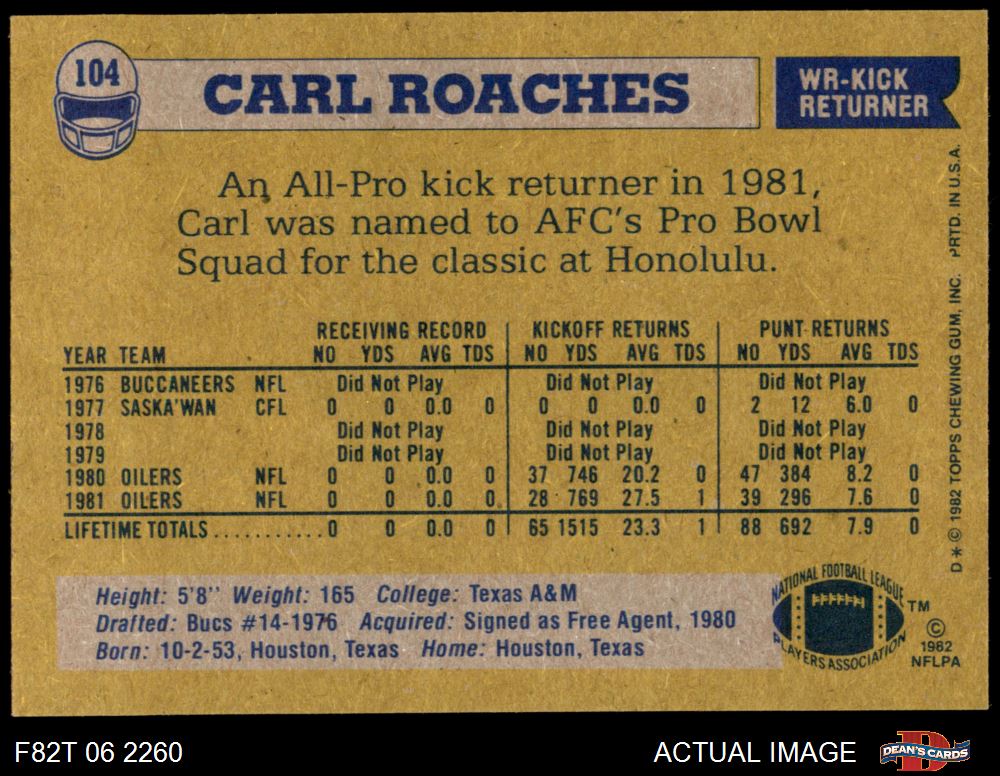 104
CARL ROACHES
WR-KICK
RETURNER
An All-Pro kick returner in 1981,
Carl was named to AFC's Pro Bowl
Squad for the classic at Honolulu.
RECEIVING RECORD KICKOFF RETURNS PUNT RETURNS
YEAR TEAM NO YDS AVG TDS NO YDS AVG TDS NO YDS AVG TDS
1976 BUCCANEERS NFL Did Not Play Did Not Play Did Not Play
1977 SASKA'WAN CFL 0 0 0.0 0 0 0 0.0 0 2 12 6.0 0
1978 Did Not Play Did Not Play Did Not Play
1979 Did Not Play Did Not Play Did Not Play
1980 OILERS NFL 0 0 0.0 0 37 746 20.2 0 47 384 8.2 0
1981 OILERS NFL 0 0 0.0 0 28 769 27.5 1 39 296 7.6 0
LIFETIME TOTALS............0 0 0.0 0 65 1515 23.3 1 88 692 7.9 0
Height: 5'8" Weight: 165 College: Texas A&M
Drafted: Bucs #14-1976 Acquired: Signed as Free Agent, 1980
Born: 10-2-53, Houston, Texas Home: Houston, Texas
NATIONAL FOOTBALL LEAGUE
PLAYERS ASSOCIATION
TM
©
1982
NFLPA
D * © 1982 TOPPS CHEWING GUM, INC. PRTD. IN U.S.A.
F82T 06 2260
ACTUAL IMAGE
D
DEAN'S CARDS